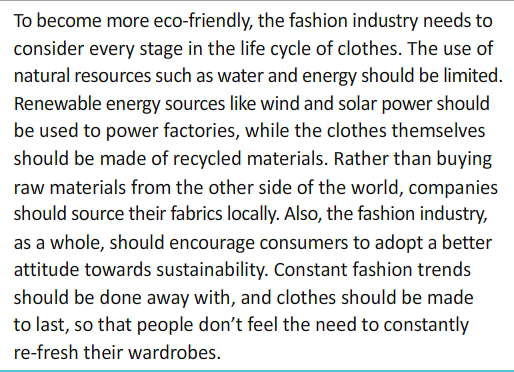 To become more eco-friendly, the fashion industry needs to
consider every stage in the life cycle of clothes. The use of
natural resources such as water and energy should be limited.
Renewable energy sources like wind and solar power should
be used to power factories, while the clothes themselves
should be made of recycled materials. Rather than buying
raw materials from the other side of the world, companies
should source their fabrics locally. Also, the fashion industry,
as a whole, should encourage consumers to adopt a better
attitude towards sustainability. Constant fashion trends
should be done away with, and clothes should be made
to last, so that people don’t feel the need to constantly
re-fresh their wardrobes.